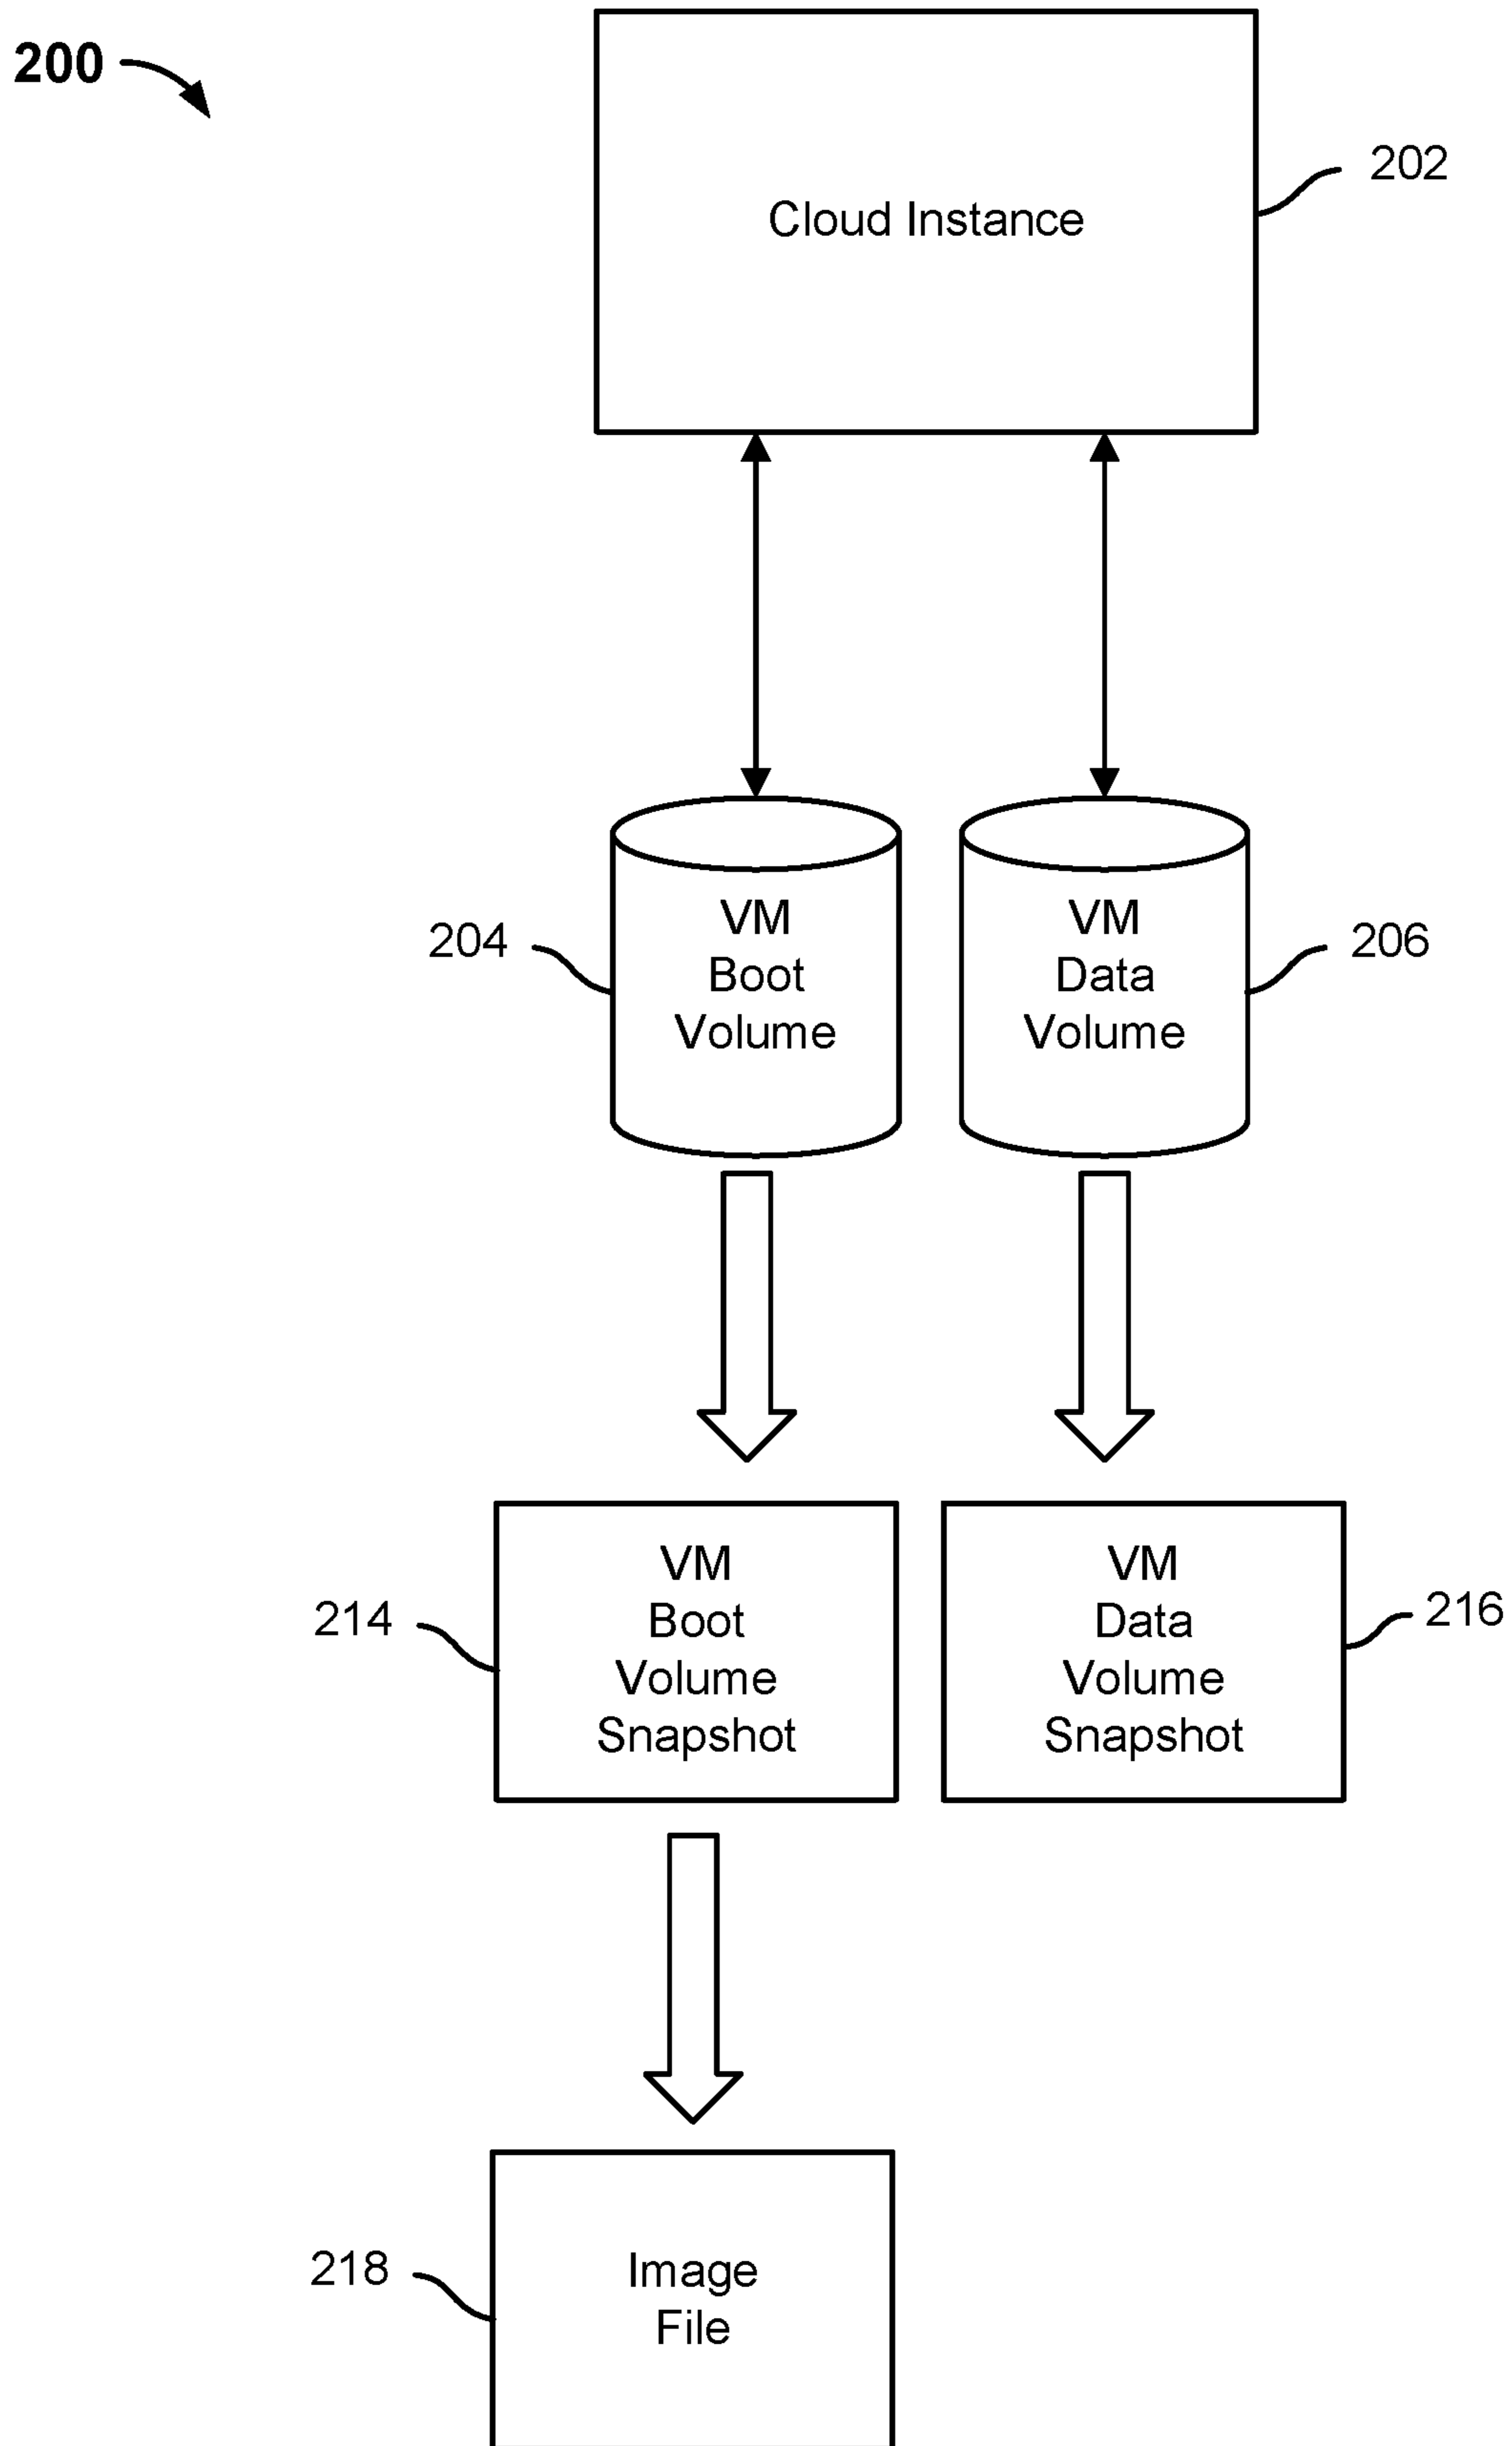 200
202
Cloud Instance
VM
Boot
Volume
VM
Data
Volume
204
206
VM
Boot
Volume
Snapshot
VM
Data
Volume
Snapshot
214
216
218
Image
File